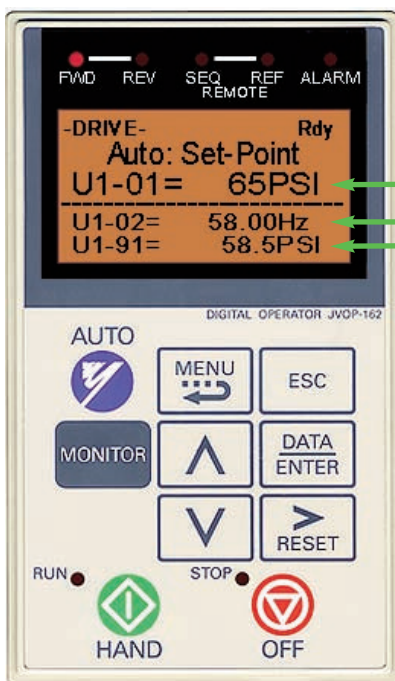 FWD REV SEQ REF ALARM
REMOTE
-DRIVE- Rdy
Auto: Set-Point
U1-01= 65PSI
U1-02= 58.00Hz
U1-91= 58.5PSI
DIGITAL OPERATOR JVOP-162
AUTO
MENU
ESC
MONITOR
DATA
ENTER
>
RESET
RUN STOP
HAND OFF